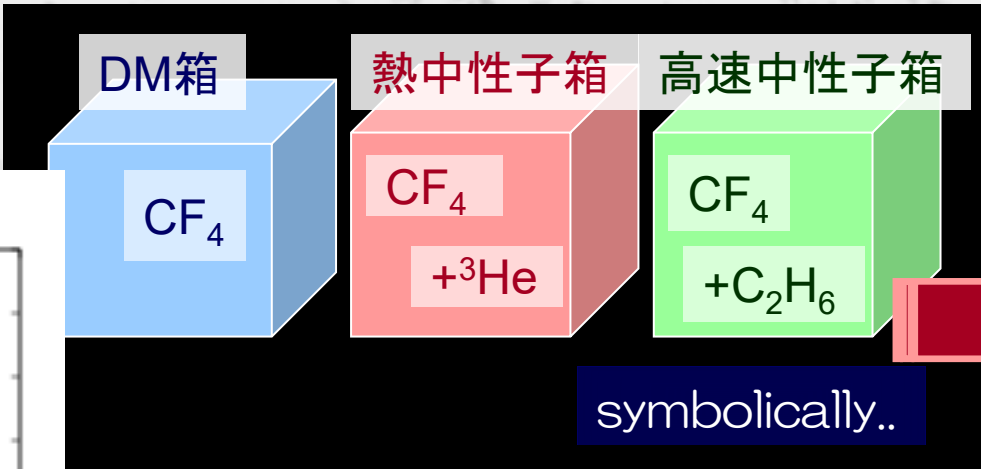 DM箱
熱中性子箱
高速中性子箱
CF₄
CF₄
+³He
CF₄
+C₂H₆
symbolically..